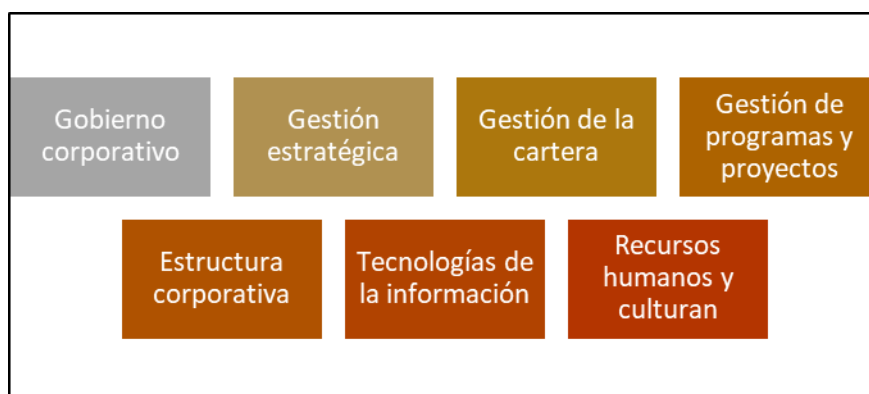 Gobierno
corporativo
Gestión
estratégica
Gestión de la
cartera
Gestión de
programas y
proyectos
Estructura
corporativa
Tecnologías de
la información
Recursos
humanos y
culturan